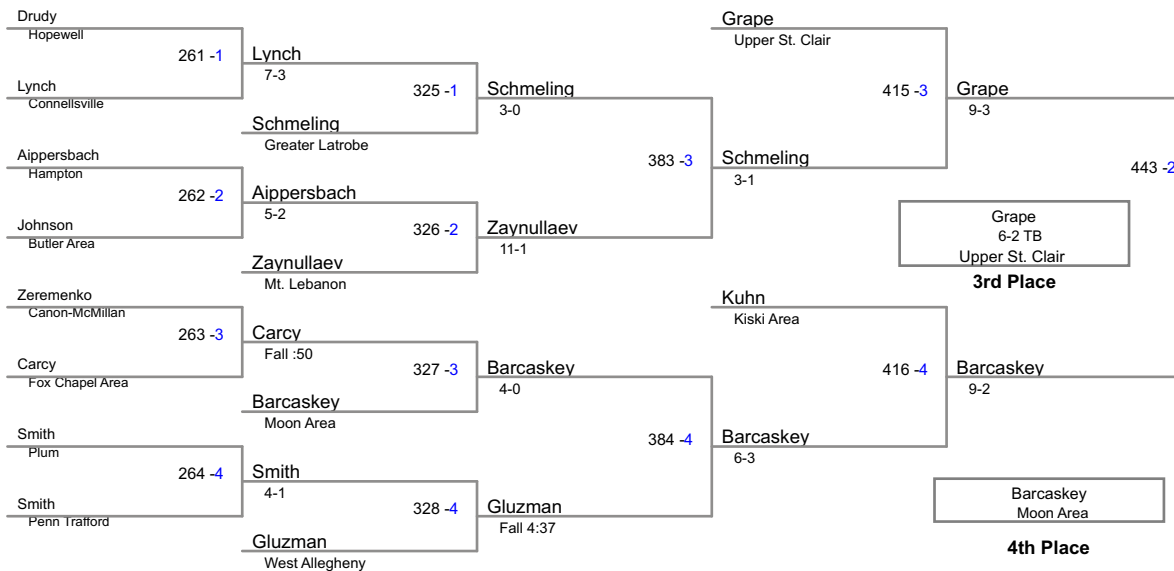 Drudy
Hopewell
261 -1
Lynch
Connellsville
Lynch
7-3
325 -1
Schmeling
Greater Latrobe
Aippersbach
Hampton
262 -2
Johnson
Butler Area
Aippersbach
5-2
326 -2
Zaynullaev
Mt. Lebanon
Zeremenko
Canon-McMillan
263 -3
Carcy
Fox Chapel Area
Carcy
Fall :50
327 -3
Barcaskey
Moon Area
Smith
Plum
264 -4
Smith
Penn Trafford
Smith
4-1
328 -4
Gluzman
West Allegheny
Schmeling
3-0
383 -3
Zaynullaev
11-1
Barcaskey
4-0
384 -4
Gluzman
Fall 4:37
Grape
Upper St. Clair
415 -3
Schmeling
3-1
Kuhn
Kiski Area
416 -4
Barcaskey
6-3
Grape
9-3
443 -2
Barcaskey
9-2
Grape
6-2 TB
Upper St. Clair
3rd Place
Barcaskey
Moon Area
4th Place